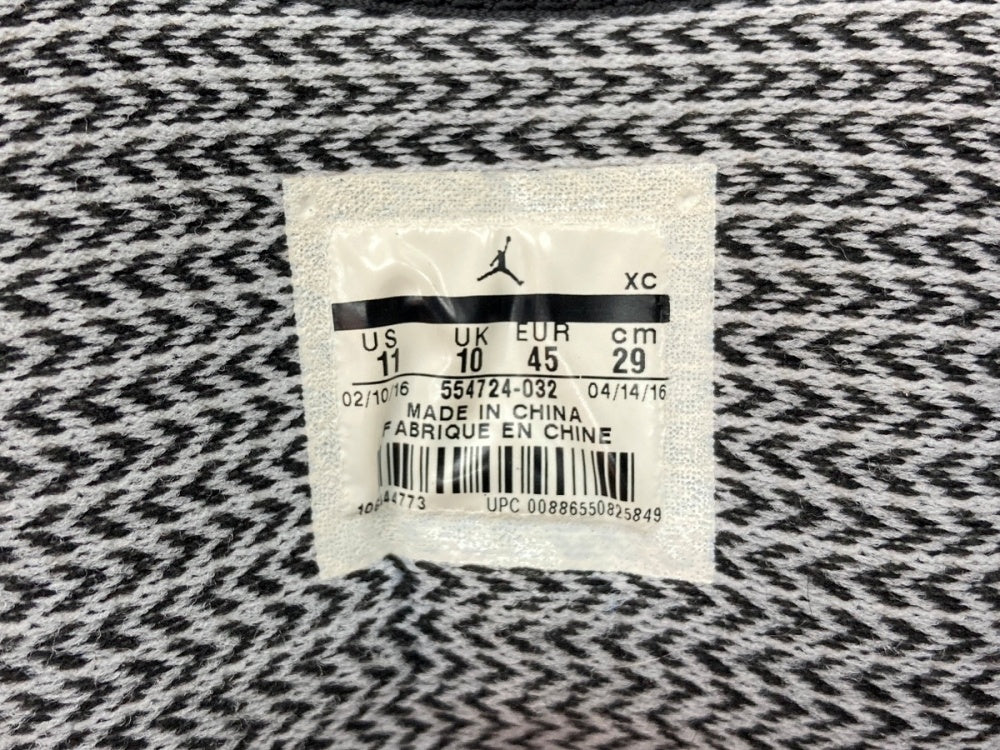 XC
US UK EUR cm
11 10 45 29
02/10/16 554724-032 04/14/16
MADE IN CHINA
FABRIQUE EN CHINE
UPC 00886550825849